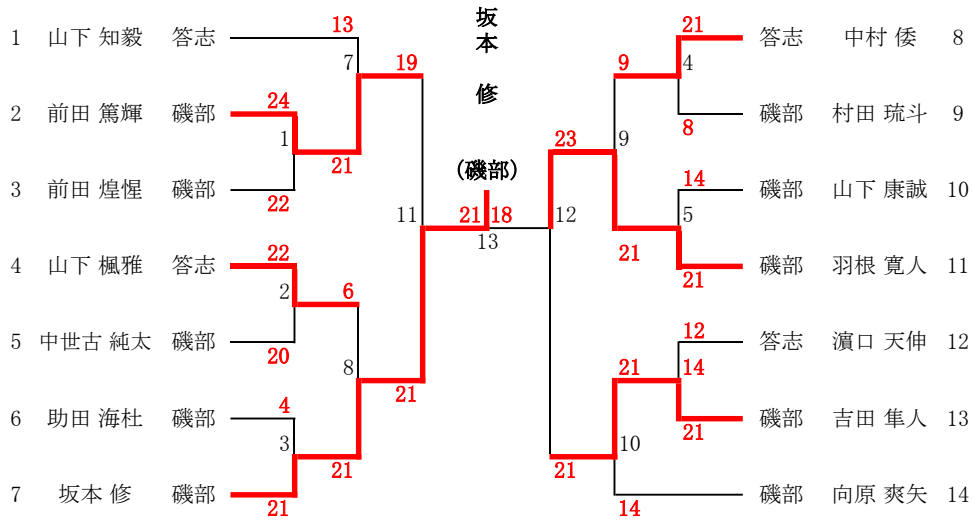 坂本 修
(磯部)
1 山下 知毅 答志 13
7
19
2 前田 篤輝 磯部 24
1
21
3 前田 煌惺 磯部 22
11
4 山下 楓雅 答志 22
2
6
5 中世古 純太 磯部 20
8
21
6 助田 海杜 磯部 4
3
21
7 坂本 修 磯部 21
21 18
13
21 答志 中村 倭 8
9
4
8 磯部 村田 琉斗 9
23
9
14 磯部 山下 康誠 10
12
5
21
21 磯部 羽根 寛人 11
12 答志 濵口 天伸 12
21
14
21 磯部 吉田 隼人 13
10
21
14 磯部 向原 爽矢 14